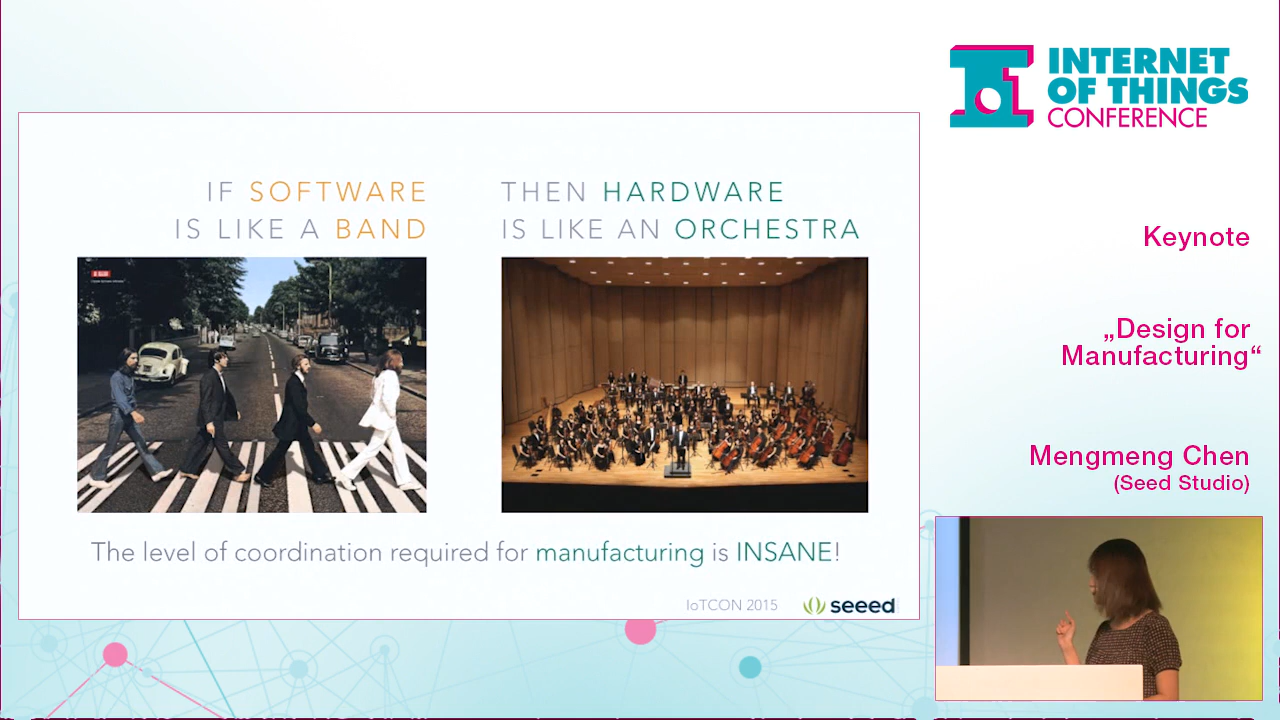 INTERNET
OF THINGS
CONFERENCE
IF SOFTWARE
IS LIKE A BAND
THEN HARDWARE
IS LIKE AN ORCHESTRA
The level of coordination required for manufacturing is INSANE!
IoTCON 2015
seeed
Keynote
„Design for
Manufacturing“
Mengmeng Chen
(Seed Studio)